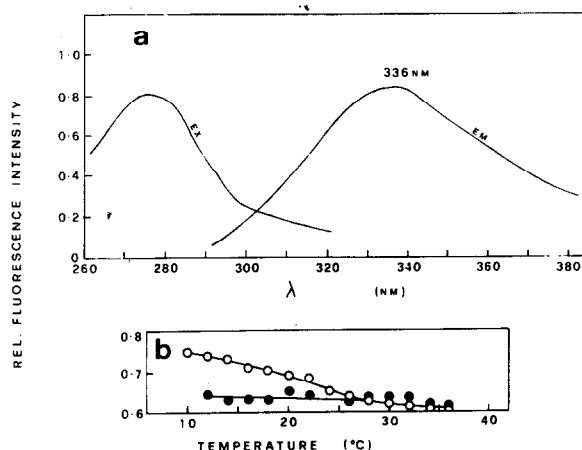 a
336 NM
EX
EM
REL. FLUORESCENCE INTENSITY
1·0
0·8
0·6
0·4
0·2
0
260 280 300 320 340 360 380
λ (NM)
b
0·8
0·7
0·6
10 20 30 40
TEMPERATURE (°C)